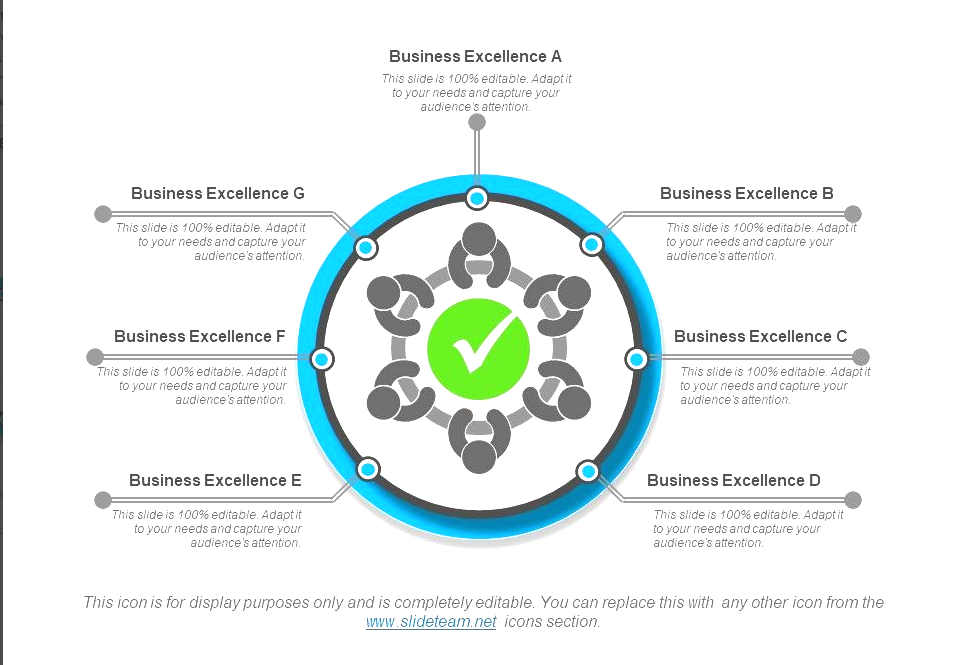 Business Excellence A
This slide is 100% editable. Adapt it
to your needs and capture your
audience's attention.
Business Excellence G
This slide is 100% editable. Adapt it
to your needs and capture your
audience's attention.
Business Excellence B
This slide is 100% editable. Adapt it
to your needs and capture your
audience's attention.
Business Excellence F
This slide is 100% editable. Adapt it
to your needs and capture your
audience's attention.
Business Excellence C
This slide is 100% editable. Adapt it
to your needs and capture your
audience's attention.
Business Excellence E
This slide is 100% editable. Adapt it
to your needs and capture your
audience's attention.
Business Excellence D
This slide is 100% editable. Adapt it
to your needs and capture your
audience's attention.
This icon is for display purposes only and is completely editable. You can replace this with any other icon from the
www.slideteam.net icons section.